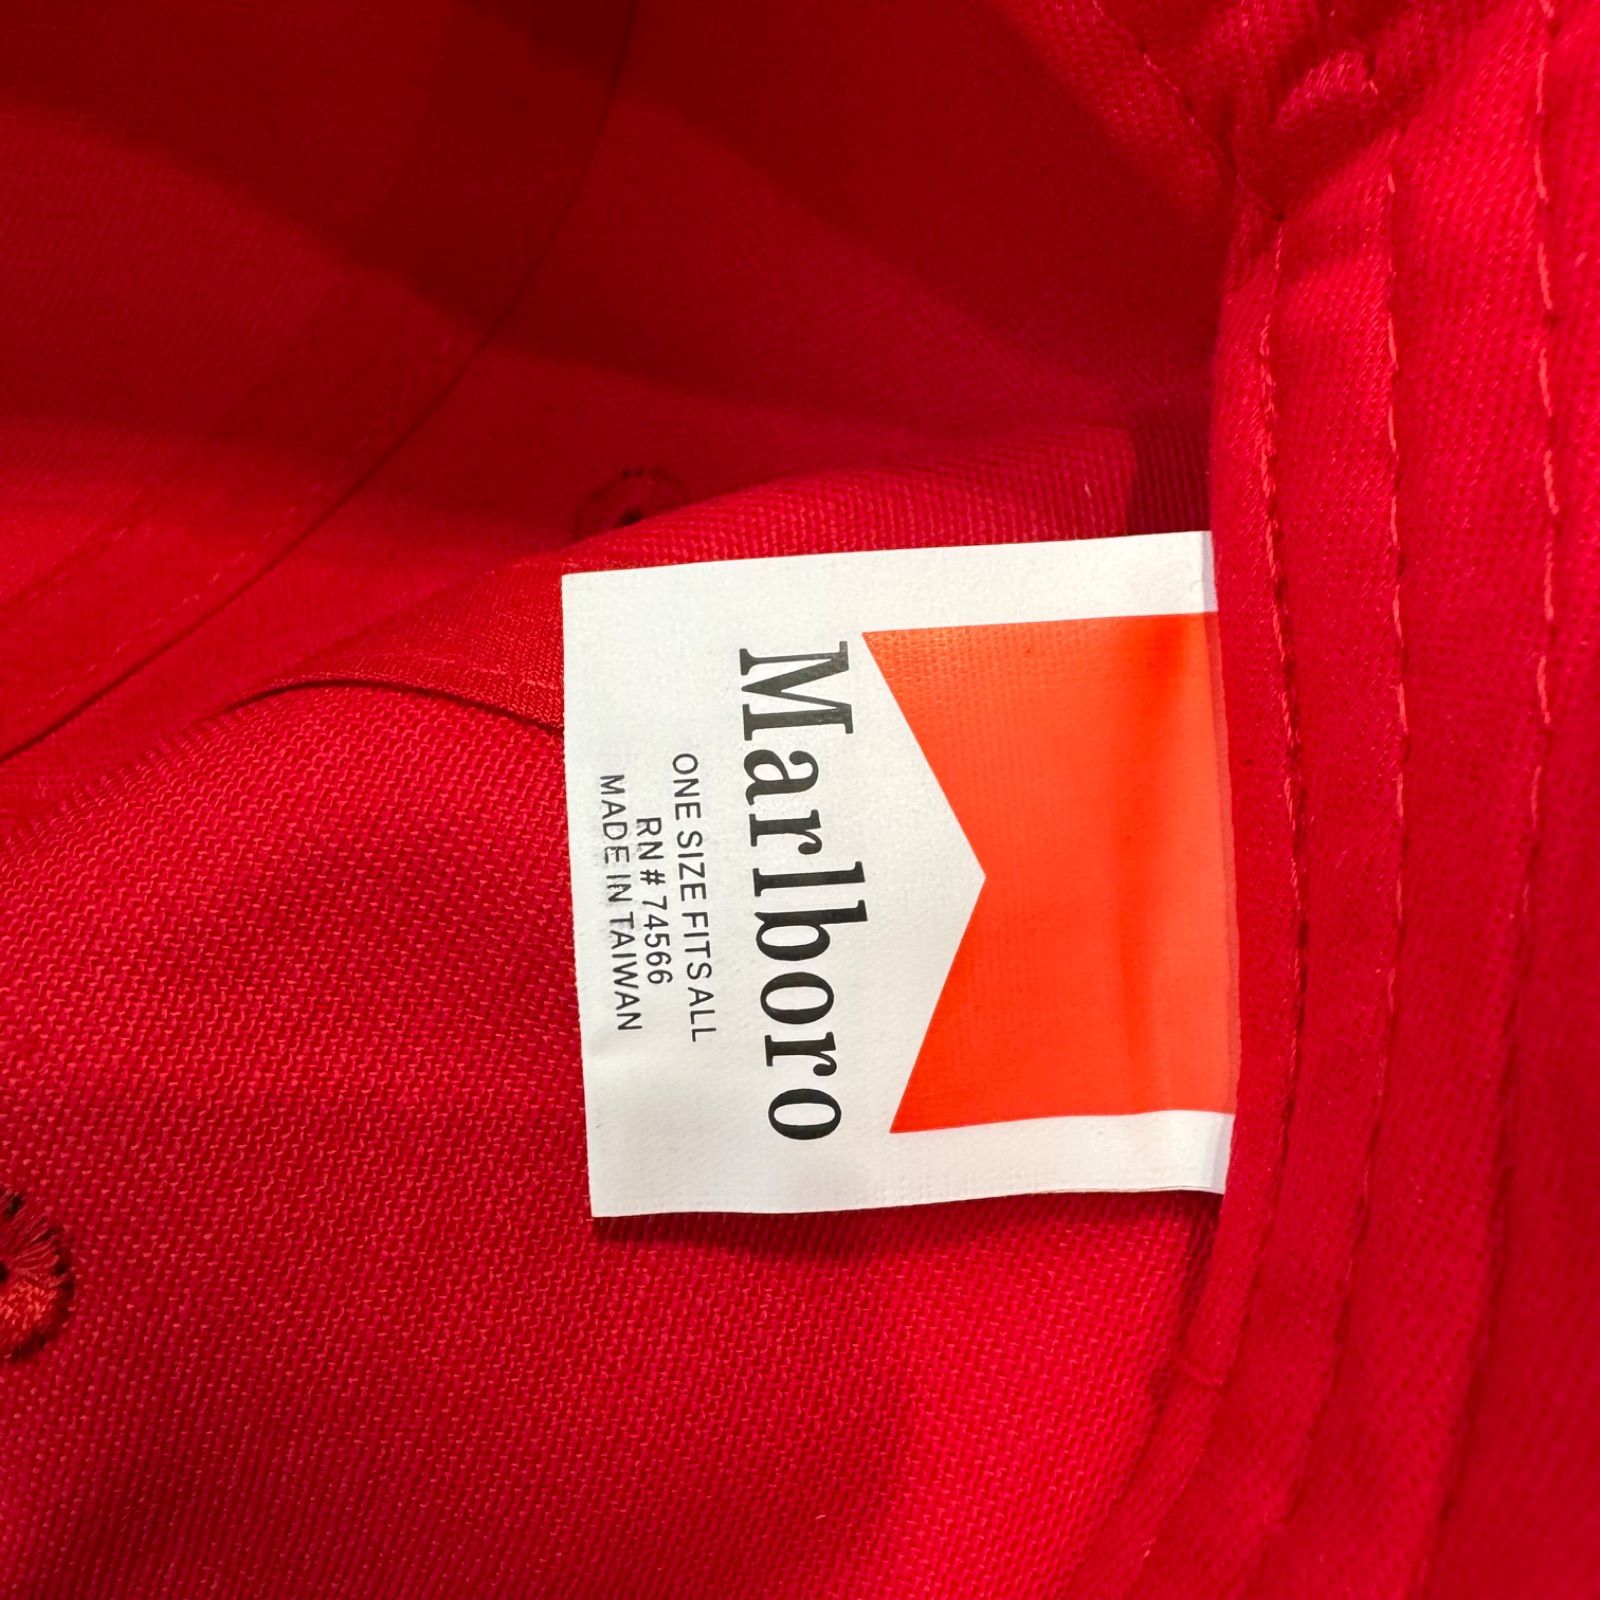 Marlboro
ONE SIZE FITS ALL
RN # 74566
MADE IN TAIWAN